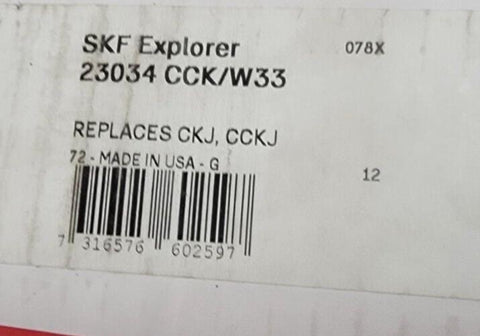 SKF Explorer
078X
23034 CCK/W33
REPLACES CKJ, CCKJ
72 - MADE IN USA - G
12
7 316576 602597